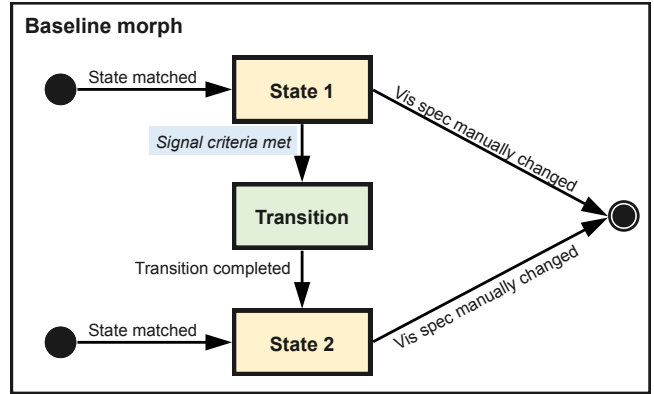 Baseline morph
State matched
State 1
Vis spec manually changed
Signal criteria met
Transition
Transition completed
Vis spec manually changed
State matched
State 2